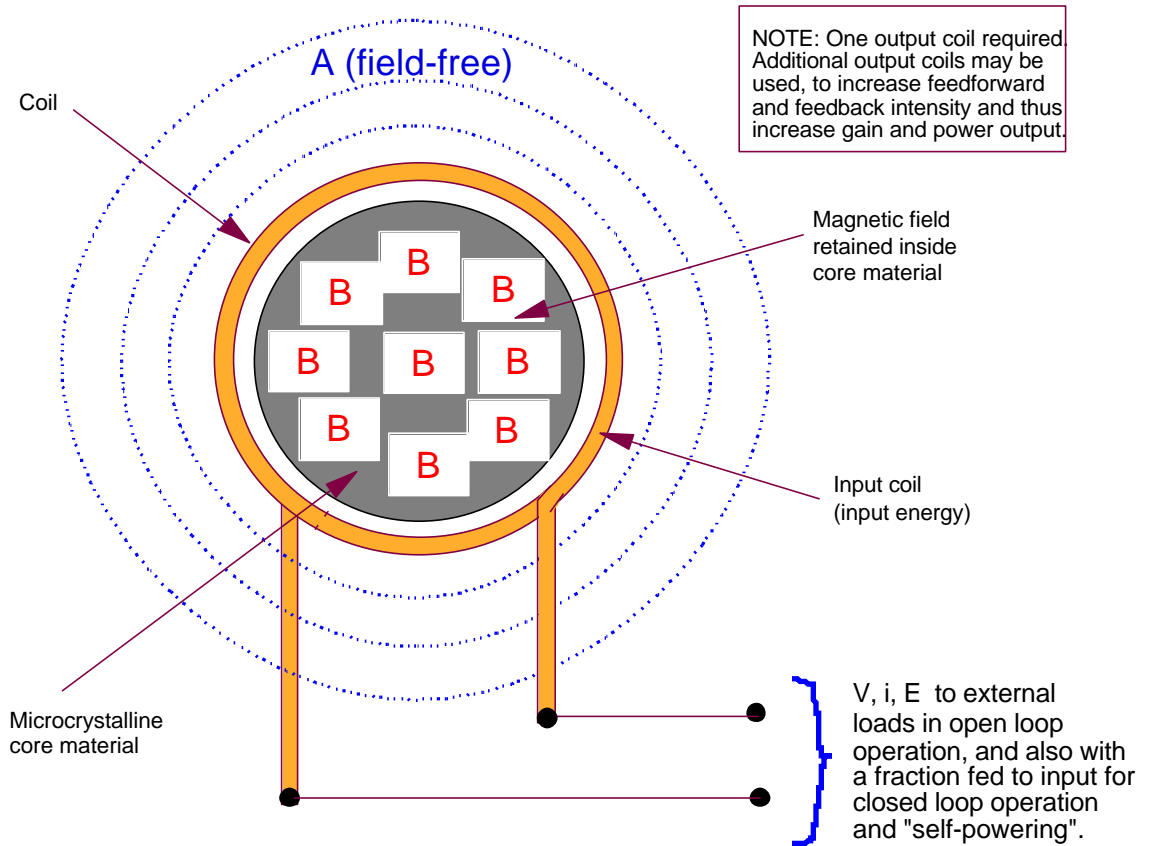 A (field-free)
NOTE: One output coil required.
Additional output coils may be
used, to increase feedforward
and feedback intensity and thus
increase gain and power output.
Coil
Magnetic field
retained inside
core material
B
B
B
B
B
B
B
B
B
Input coil
(input energy)
Microcrystalline
core material
V, i, E to external
loads in open loop
operation, and also with
a fraction fed to input for
closed loop operation
and "self-powering".